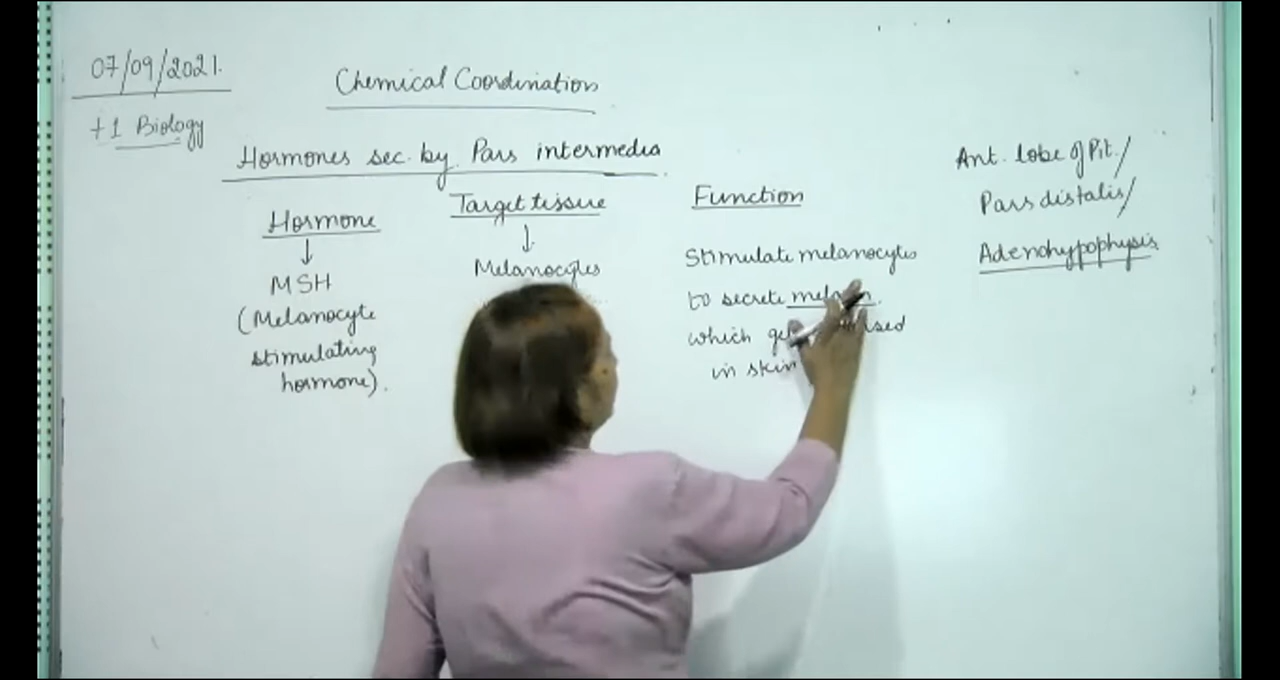 07/09/2021.
+1 Biology
Chemical Coordination
Hormones sec. by Pars intermedia
Hormone
↓
MSH
(Melanocyte
stimulating
hormone).
Target tissue
↓
Melanocytes
Function
Stimulate melanocytes
to secrete
which
in skin
Ant. lobe of Pit./
Pars distalis/
Adenohypophysis